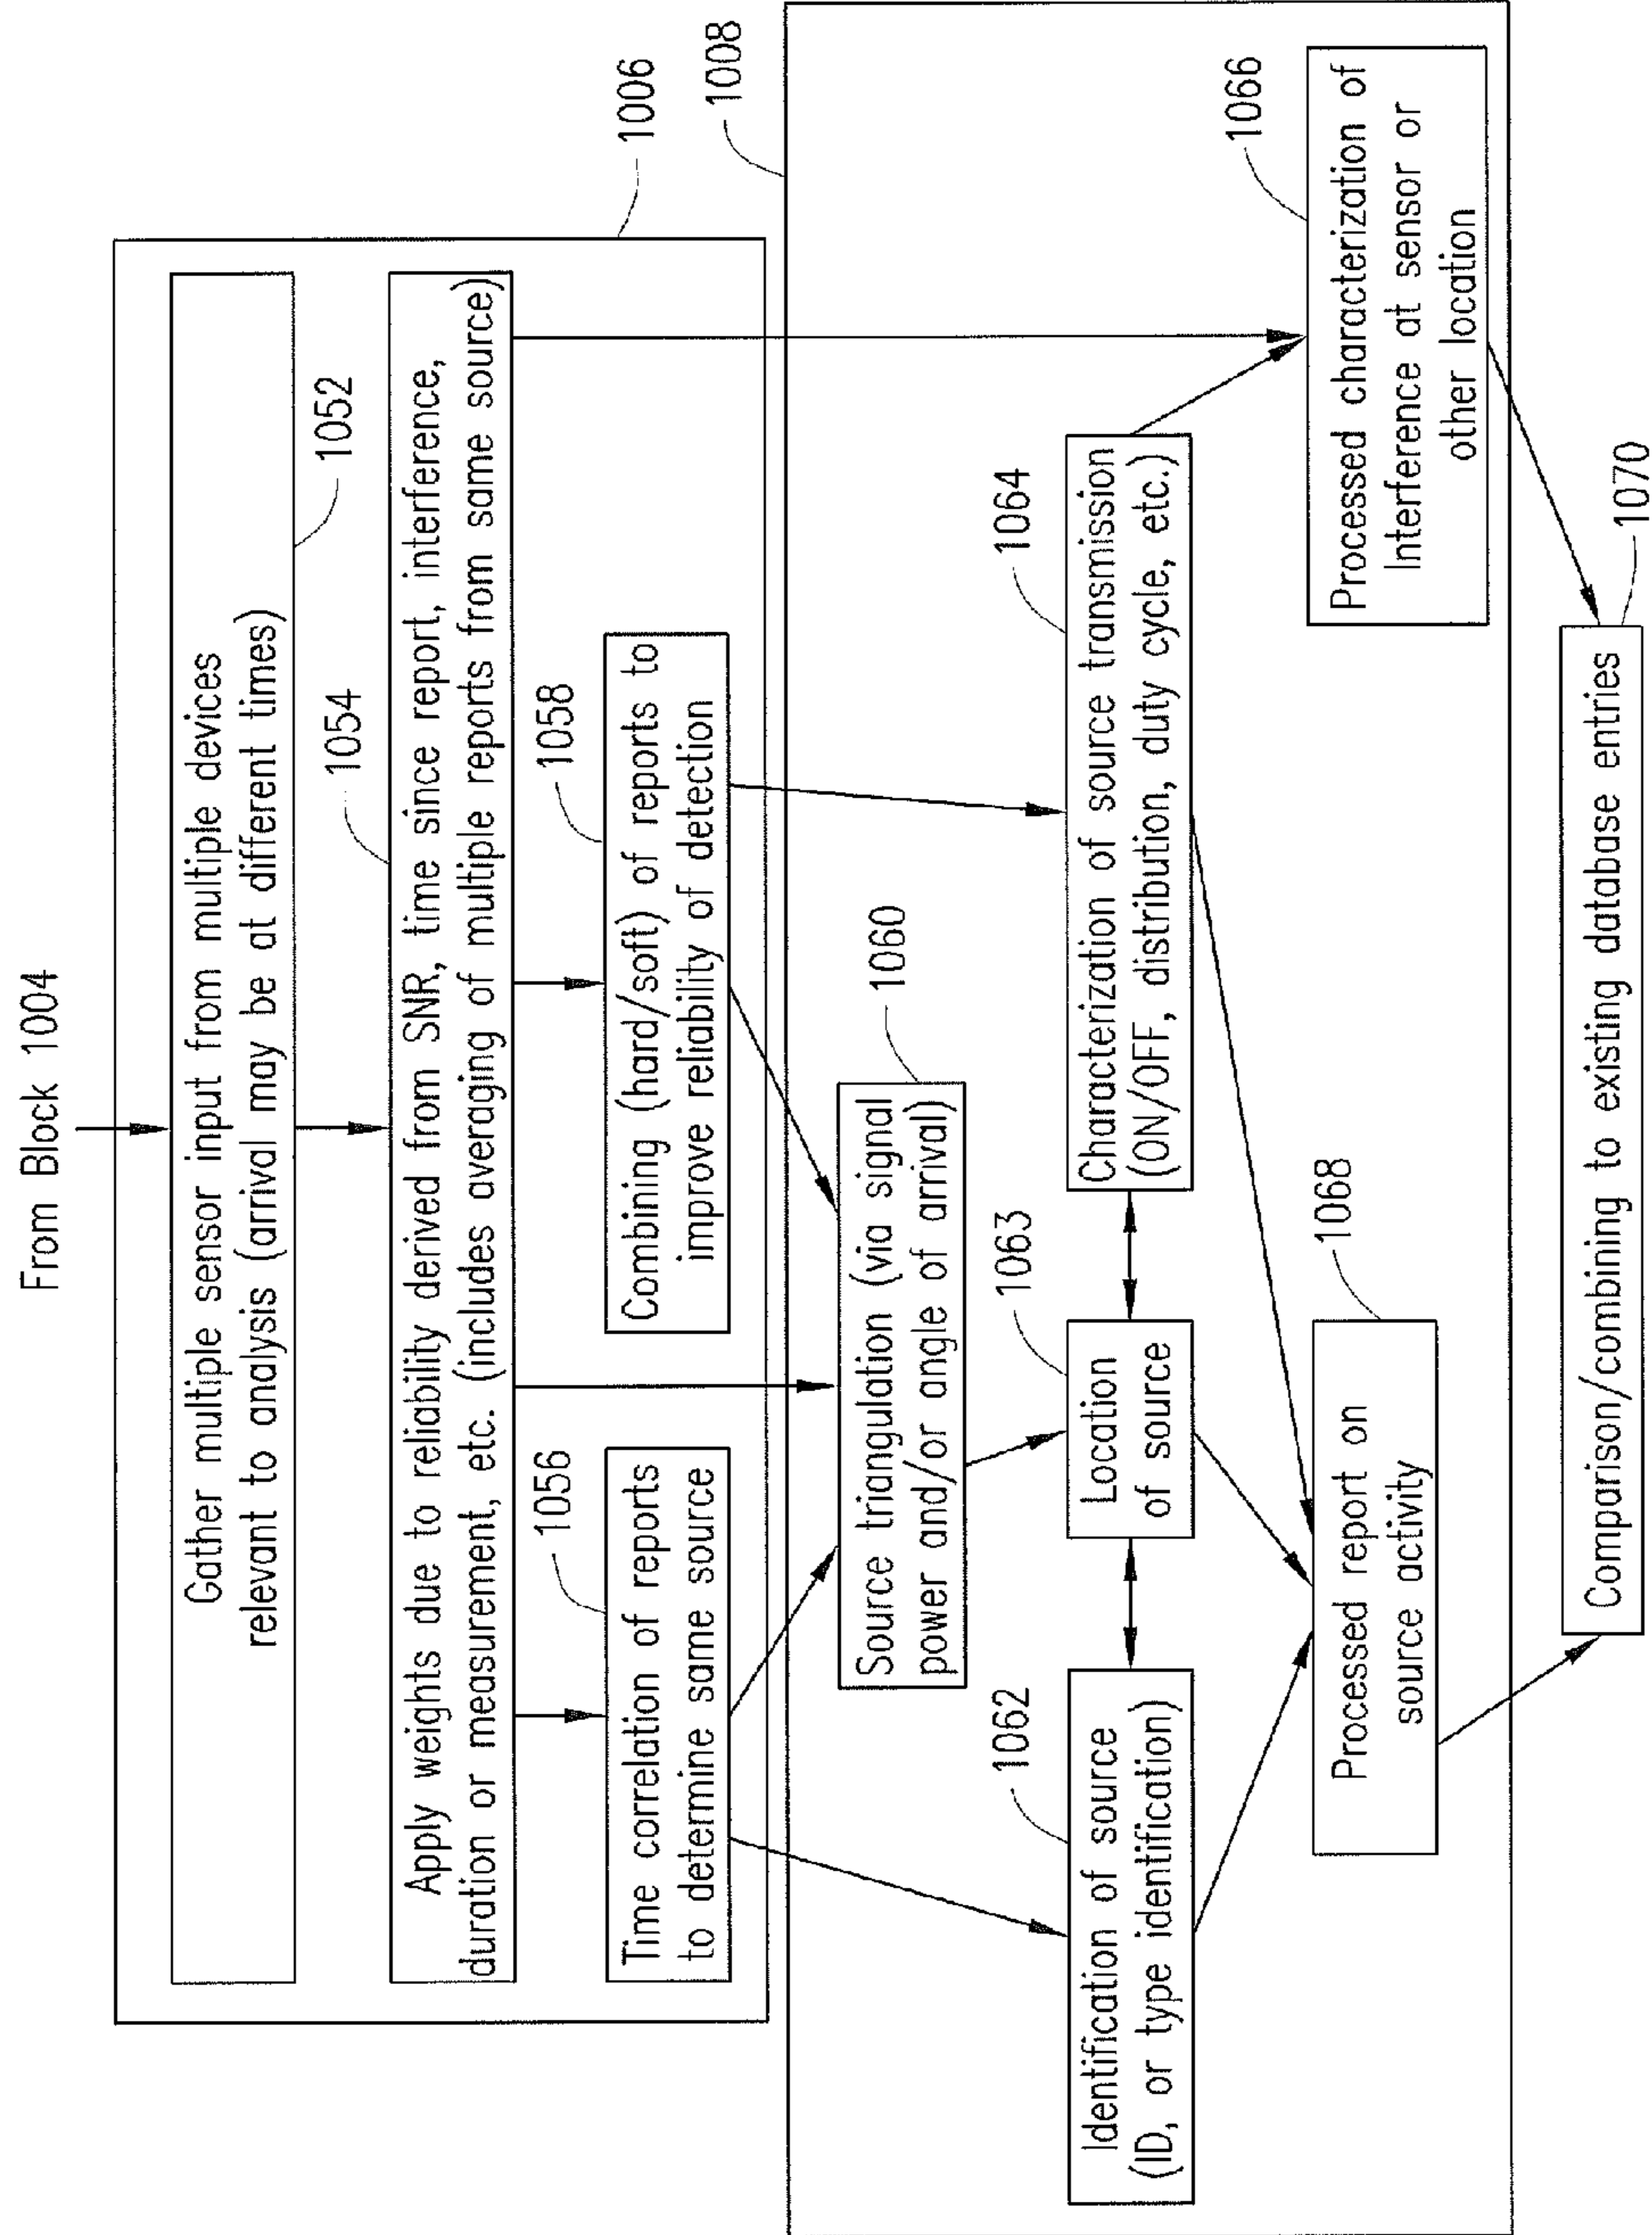 From Block 1004
1006
Gather multiple sensor input from multiple devices
relevant to analysis (arrival may be at different times)
1052
1054
Apply weights due to reliability derived from SNR, time since report, interference,
duration or measurement, etc. (includes averaging of multiple reports from same source)
1056
Time correlation of reports
to determine same source
1058
Combining (hard/soft) of reports to
improve reliability of detection
1008
1060
Source triangulation (via signal
power and/or angle of arrival)
1062
Identification of source
(ID, or type identification)
1063
Location
of source
1064
Characterization of source transmission
(ON/OFF, distribution, duty cycle, etc.)
1066
Processed characterization of
Interference at sensor or
other location
1068
Processed report on
source activity
Comparison/combining to existing database entries
1070